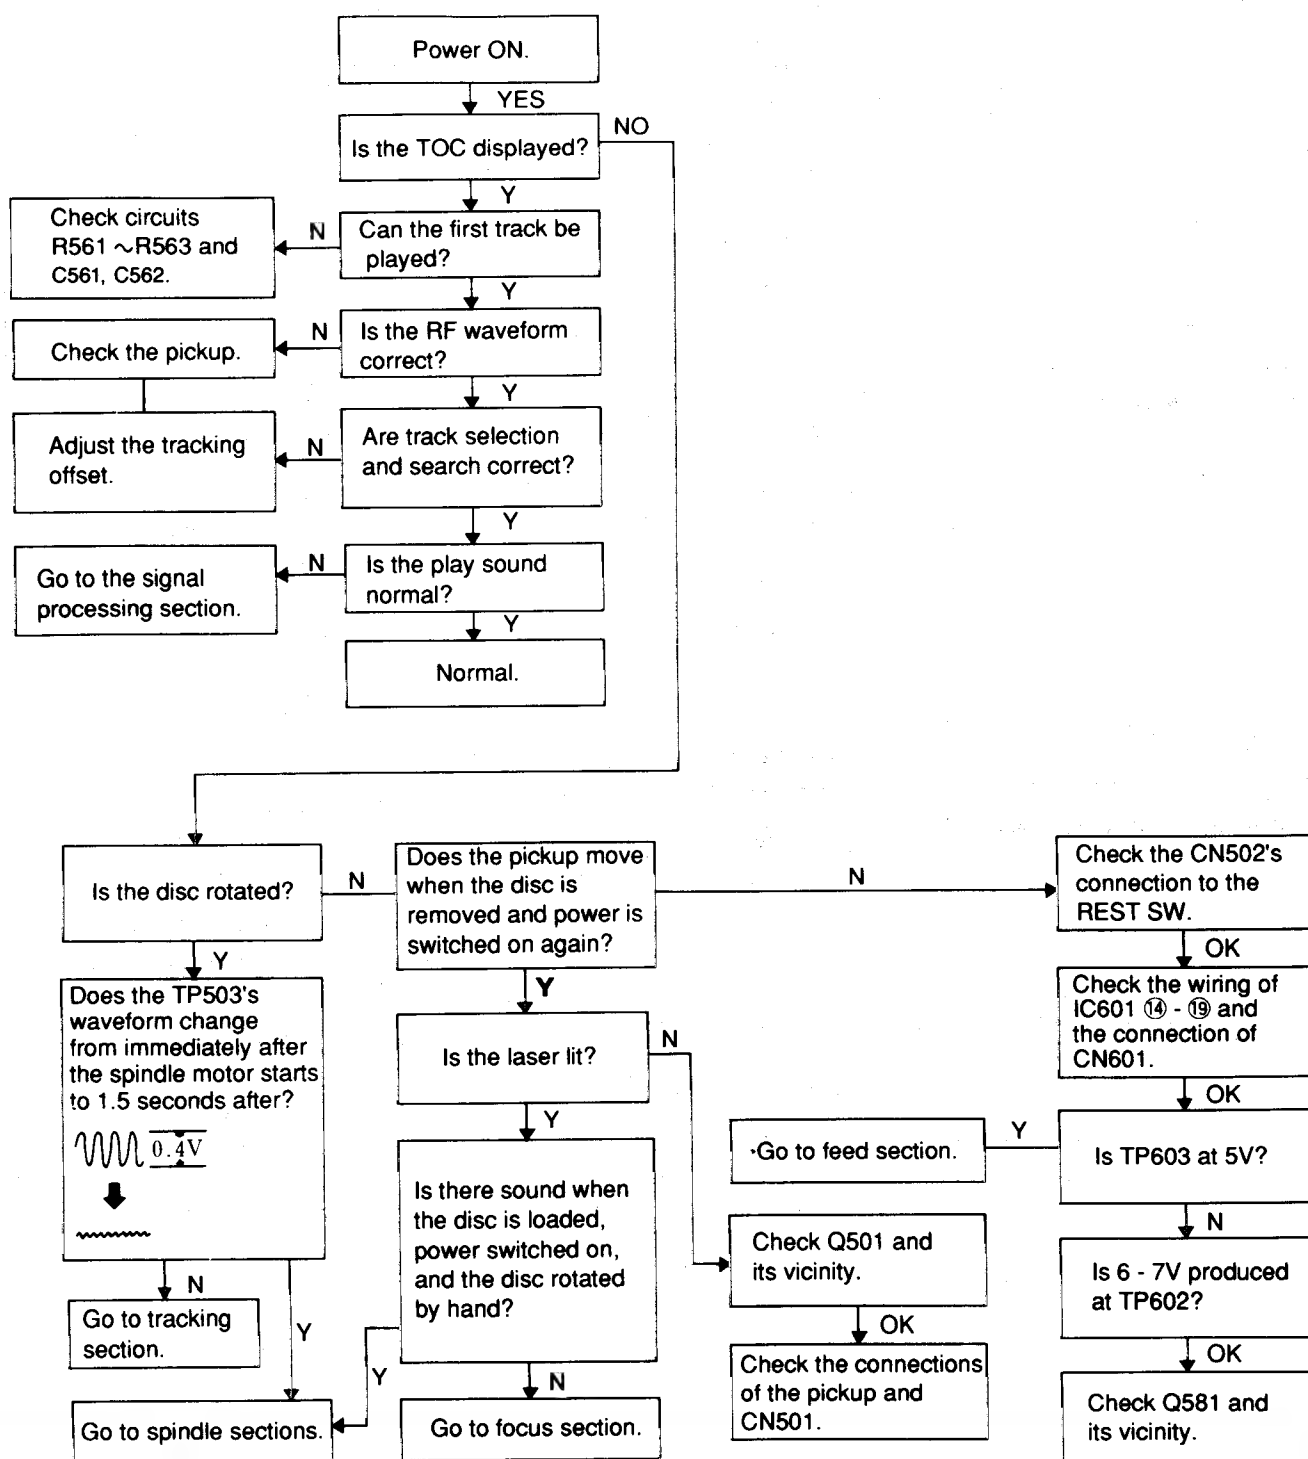 Power ON.
YES
Is the TOC displayed?
NO
Y
Check circuits
R561 ~R563 and
C561, C562.
N
Can the first track be
played?
Y
Check the pickup.
N
Is the RF waveform
correct?
Y
Adjust the tracking
offset.
N
Are track selection
and search correct?
Y
Go to the signal
processing section.
N
Is the play sound
normal?
Y
Normal.
Is the disc rotated?
N
Does the pickup move
when the disc is
removed and power is
switched on again?
N
Check the CN502's
connection to the
REST SW.
Y
Y
OK
Does the TP503's
waveform change
from immediately after
the spindle motor starts
to 1.5 seconds after?
0.4V
Is the laser lit?
N
Check the wiring of
IC601 ⑭ - ⑲ and
the connection of
CN601.
Y
OK
Is there sound when
the disc is loaded,
power switched on,
and the disc rotated
by hand?
Go to feed section.
Y
Is TP603 at 5V?
N
Check Q501 and
its vicinity.
Is 6 - 7V produced
at TP602?
N
Go to tracking
section.
Y
Y
N
OK
OK
Go to spindle sections.
Go to focus section.
Check the connections
of the pickup and
CN501.
Check Q581 and
its vicinity.